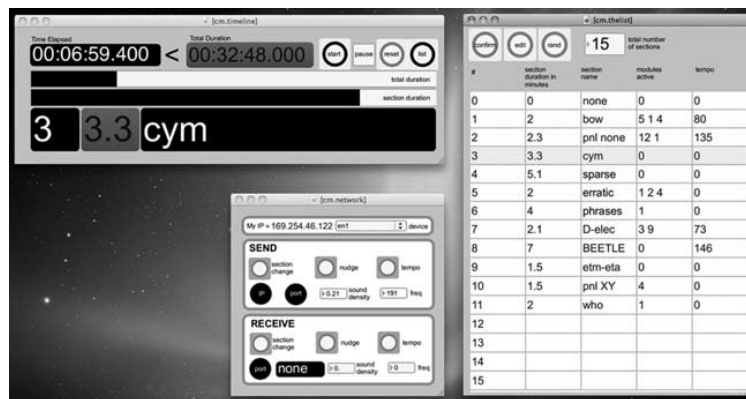 [cm.timeline]
Time Elapsed Total Duration
00:06:59.400 < 00:32:48.000 start pause reset list
total duration
section duration
3 3.3 cym
[cm.network]
My IP = 169.254.46.122 en1 device
SEND
section change nudge tempo
IP port 0.21 sound density 191 freq
RECEIVE
section change nudge tempo
port none 0. sound density 0 freq
[cm.thelist]
confirm edit rand 15 total number of sections
# section duration in minutes section name modules active tempo
0 0 none 0 0
1 2 bow 5 1 4 80
2 2.3 pnl none 12 1 135
3 3.3 cym 0 0
4 5.1 sparse 0 0
5 2 erratic 1 2 4 0
6 4 phrases 1 0
7 2.1 D-elec 3 9 73
8 7 BEETLE 0 146
9 1.5 etm-eta 0 0
10 1.5 pnl XY 4 0
11 2 who 1 0
12
13
14
15